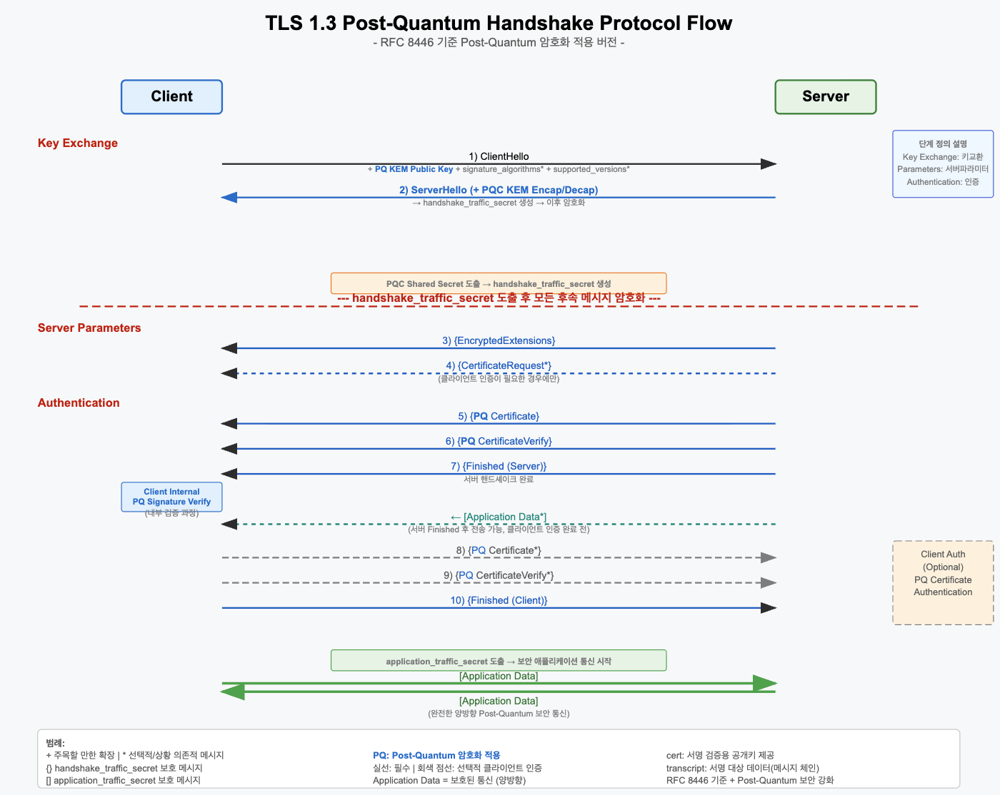 TLS 1.3 Post-Quantum Handshake Protocol Flow
- RFC 8446 기준 Post-Quantum 암호화 적용 버전 -
Client
Server
Key Exchange
1) ClientHello
+ PQ KEM Public Key + signature_algorithms* + supported_versions*
2) ServerHello (+ PQC KEM Encap/Decap)
→ handshake_traffic_secret 생성 → 이후 암호화
단계 정의 설명
Key Exchange: 키교환
Parameters: 서버파라미터
Authentication: 인증
PQC Shared Secret 도출 → handshake_traffic_secret 생성
--- handshake_traffic_secret 도출 후 모든 후속 메시지 암호화 ---
Server Parameters
3) {EncryptedExtensions}
4) {CertificateRequest*}
(클라이언트 인증이 필요한 경우에만)
Authentication
5) {PQ Certificate}
6) {PQ CertificateVerify}
7) {Finished (Server)}
서버 핸드셰이크 완료
Client Internal
PQ Signature Verify
(내부 검증 과정)
← [Application Data*]
(서버 Finished 후 전송 가능, 클라이언트 인증 완료 전)
8) {PQ Certificate*}
9) {PQ CertificateVerify*}
10) {Finished (Client)}
Client Auth
(Optional)
PQ Certificate
Authentication
application_traffic_secret 도출 → 보안 애플리케이션 통신 시작
[Application Data]
[Application Data]
(완전한 양방향 Post-Quantum 보안 통신)
범례:
+ 주목할 만한 확장 | * 선택적/상황 의존적 메시지
{} handshake_traffic_secret 보호 메시지
[] application_traffic_secret 보호 메시지
PQ: Post-Quantum 암호화 적용
실선: 필수 | 회색 점선: 선택적 클라이언트 인증
Application Data = 보호된 통신 (양방향)
cert: 서명 검증용 공개키 제공
transcript: 서명 대상 데이터(메시지 체인)
RFC 8446 기준 + Post-Quantum 보안 강화